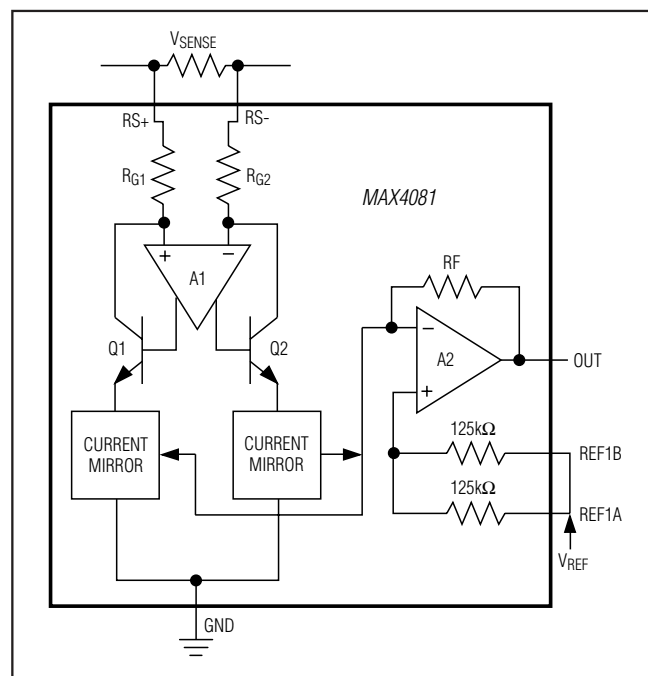 VSENSE
RS+
RS-
RG1
RG2
MAX4081
+
−
A1
RF
Q1
Q2
−
A2
+
OUT
CURRENT
MIRROR
CURRENT
MIRROR
125kΩ
REF1B
125kΩ
REF1A
VREF
GND